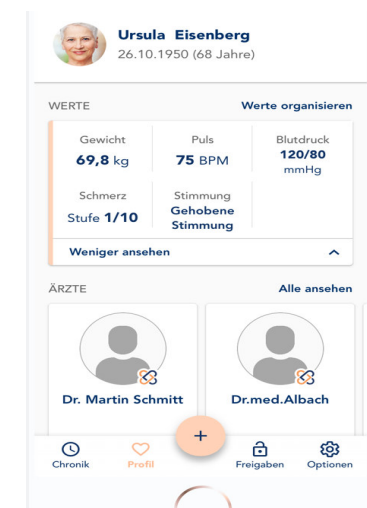 Ursula Eisenberg
26.10.1950 (68 Jahre)
WERTE
Werte organisieren
Gewicht
69,8 kg
Puls
75 BPM
Blutdruck
120/80
mmHg
Schmerz
Stufe 1/10
Stimmung
Gehobene
Stimmung
Weniger ansehen
ÄRZTE
Alle ansehen
Dr. Martin Schmitt
Dr.med.Albach
+
Chronik
Profil
Freigaben
Optionen